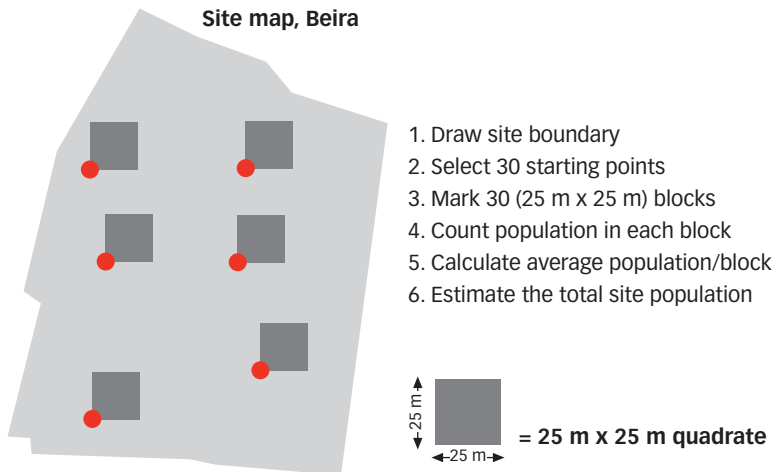 Site map, Beira
1. Draw site boundary
2. Select 30 starting points
3. Mark 30 (25 m x 25 m) blocks
4. Count population in each block
5. Calculate average population/block
6. Estimate the total site population
25 m
= 25 m x 25 m quadrate
25 m